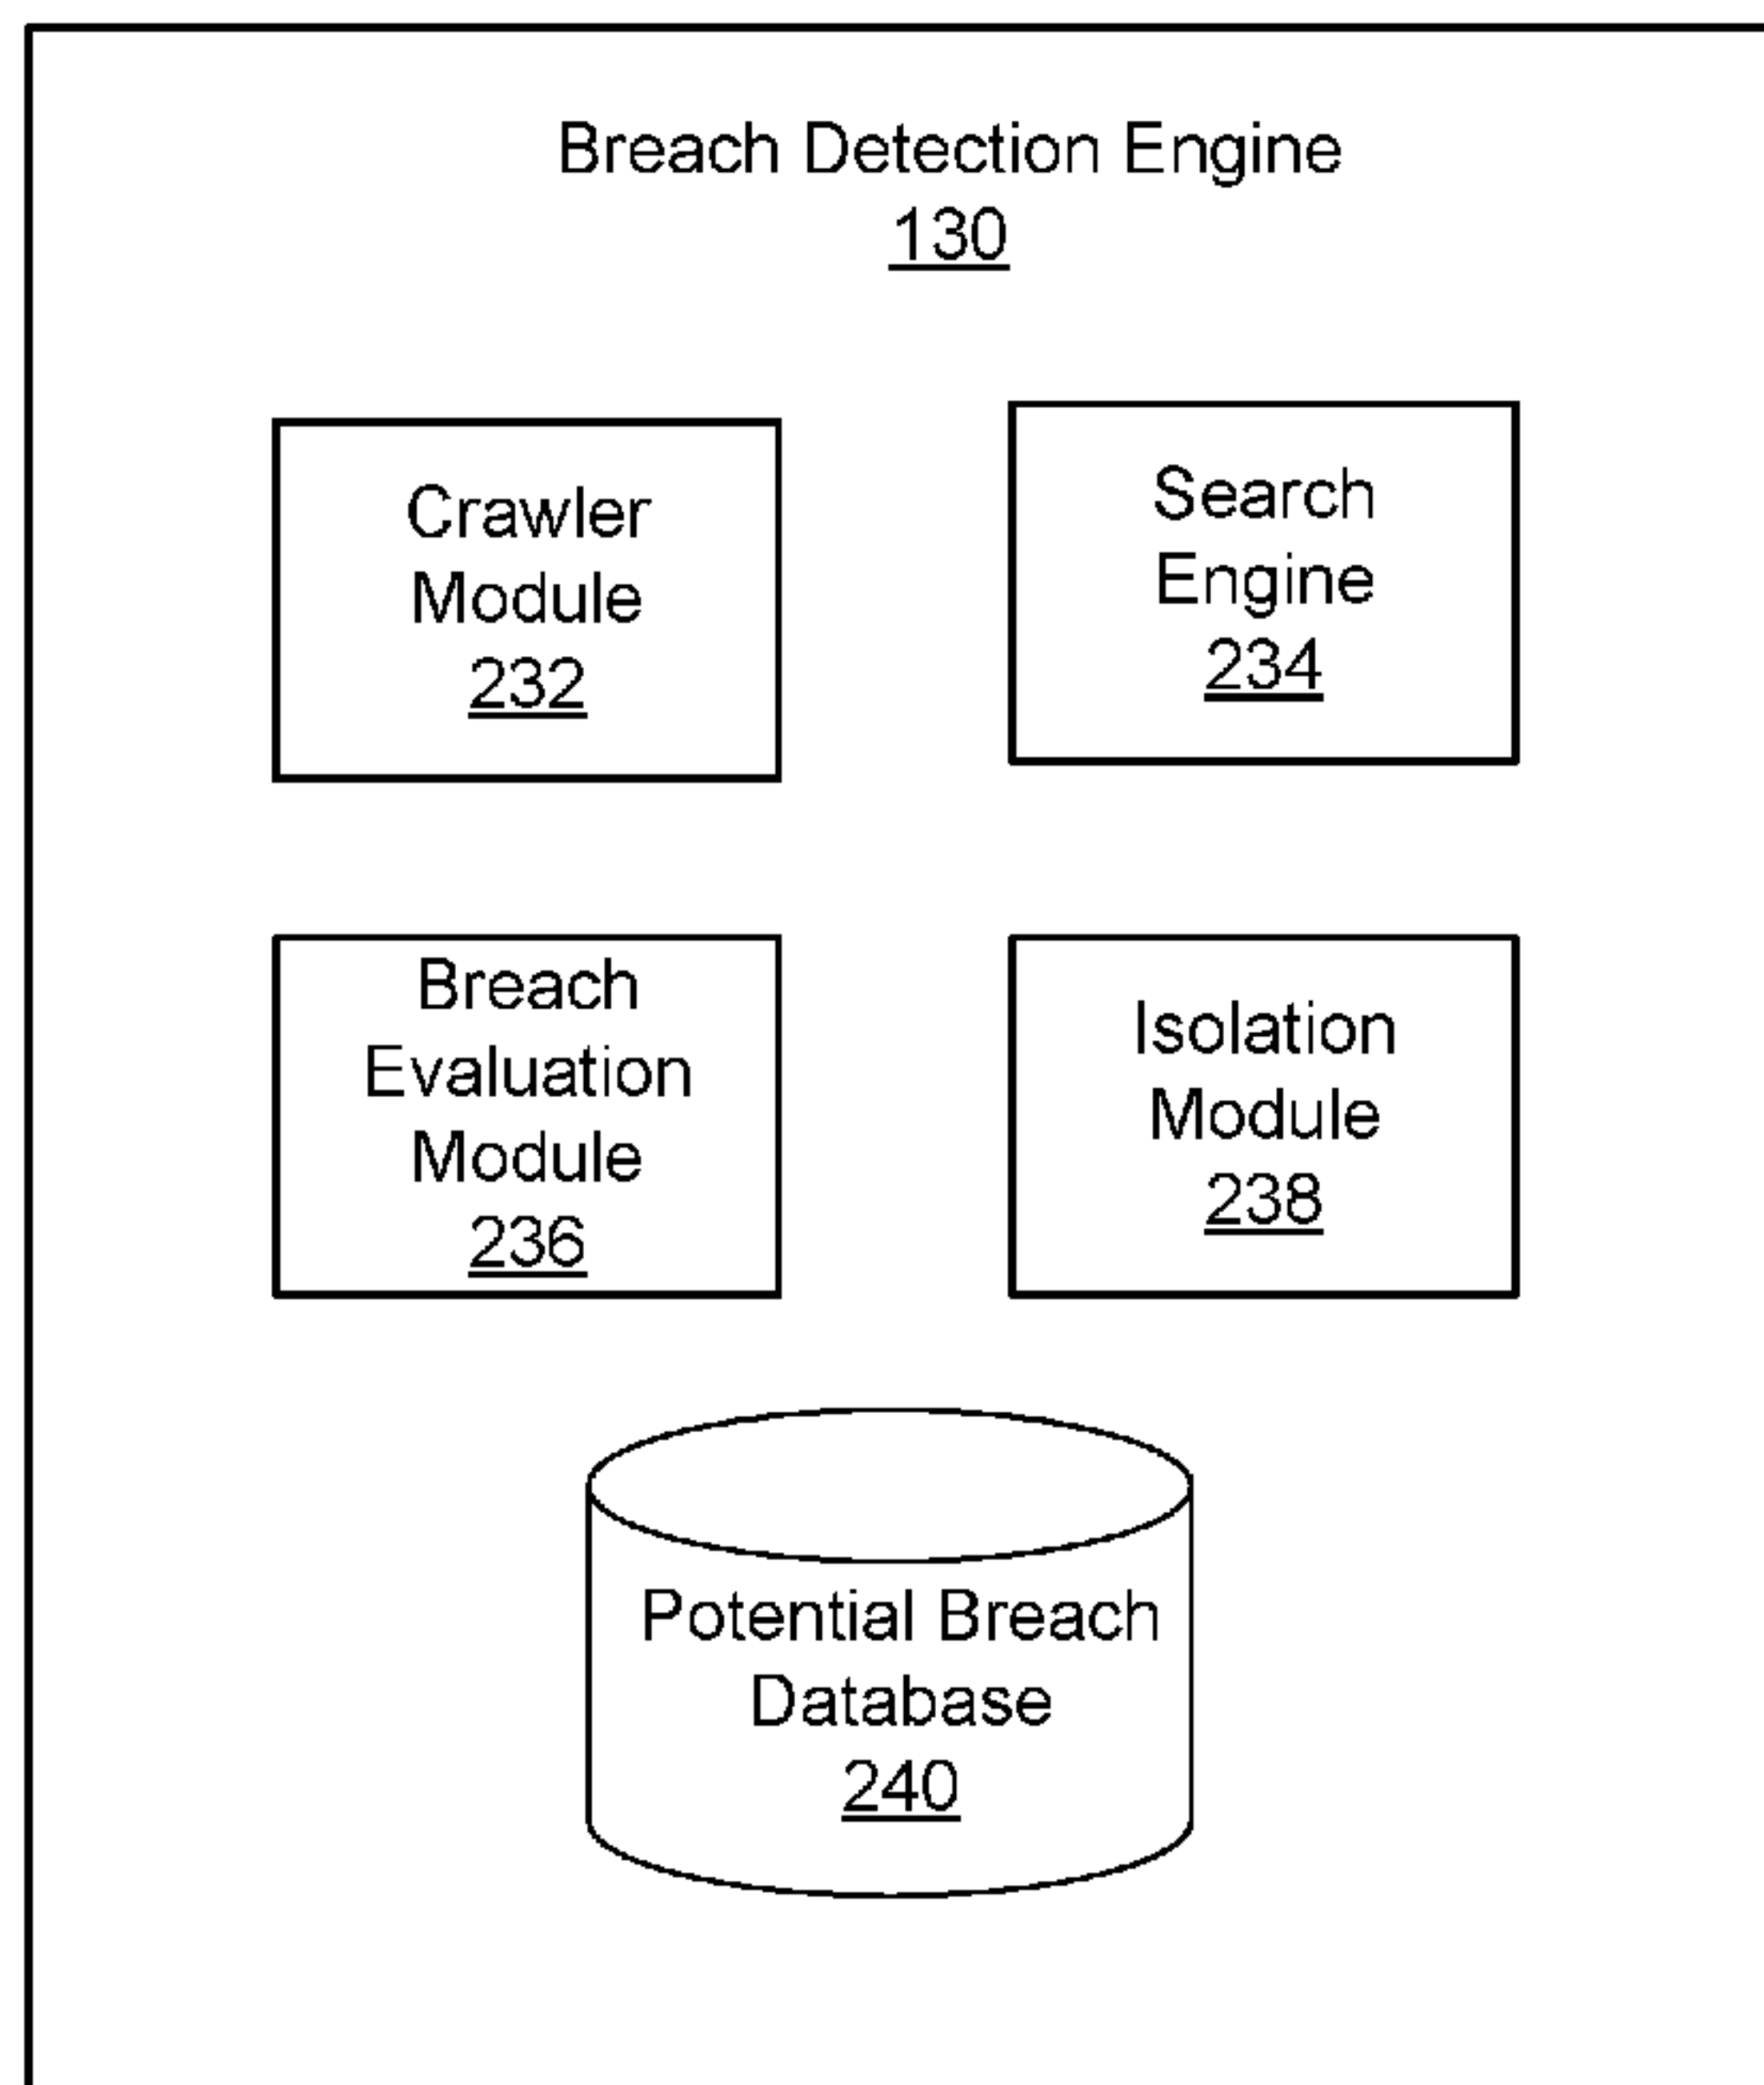 Breach Detection Engine
130
Crawler
Module
232
Search
Engine
234
Breach
Evaluation
Module
236
Isolation
Module
238
Potential Breach
Database
240